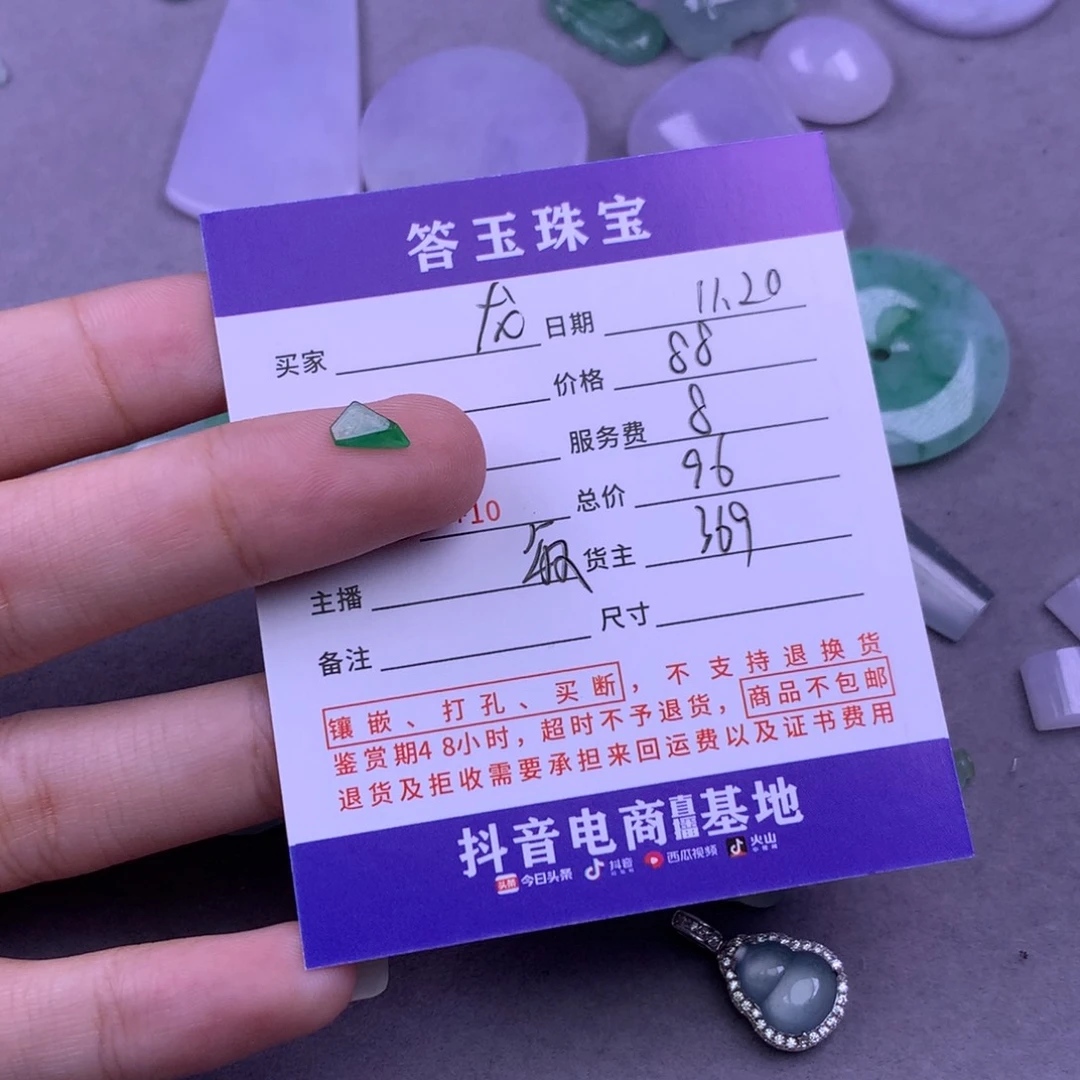 答玉珠宝
买家 日期 11.20
价格 88
服务费 8
+10 总价 96
主播 货主 369
备注 尺寸
镶嵌、打孔、买断，不支持退换货
鉴赏期48小时，超时不予退货，商品不包邮
退货及拒收需要承担来回运费以及证书费用
抖音电商直播基地
头条 今日头条 抖音 西瓜视频 火山